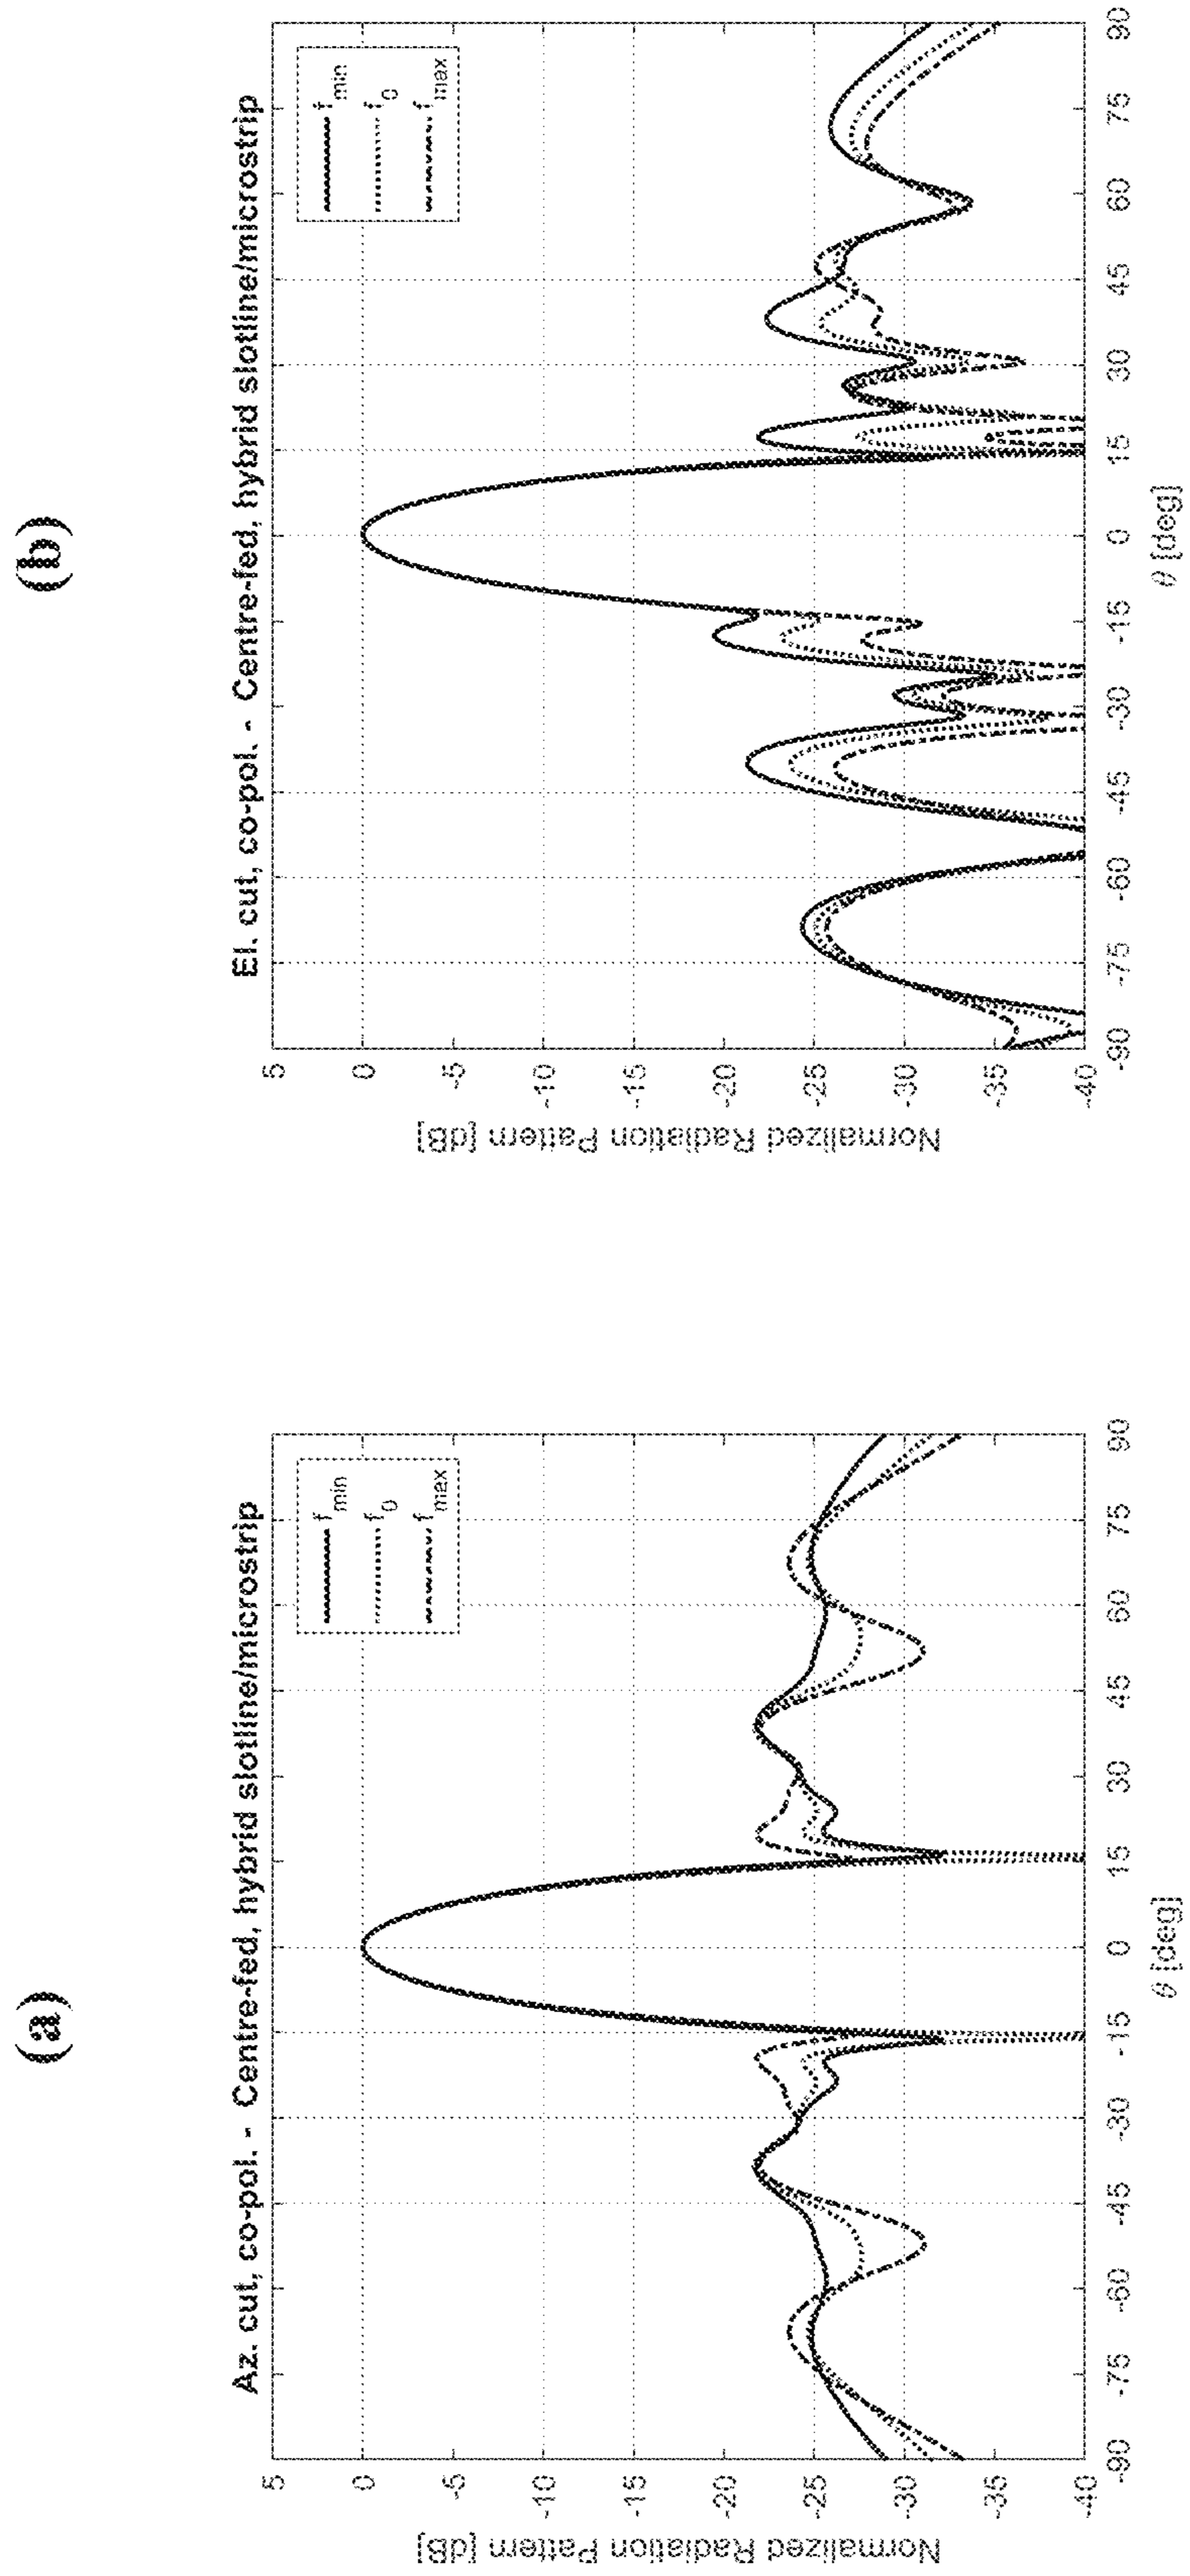 (a)
Az. cut, co-pol. - Centre-fed, hybrid slotline/microstrip
f_min
f_0
f_max
Normalized Radiation Pattern [dB]
5
0
-5
-10
-15
-20
-25
-30
-35
-40
-90 -75 -60 -45 -30 -15 0 15 30 45 60 75 90
θ [deg]
(b)
El. cut, co-pol. - Centre-fed, hybrid slotline/microstrip
f_min
f_0
f_max
Normalized Radiation Pattern [dB]
5
0
-5
-10
-15
-20
-25
-30
-35
-40
-90 -75 -60 -45 -30 -15 0 15 30 45 60 75 90
θ [deg]